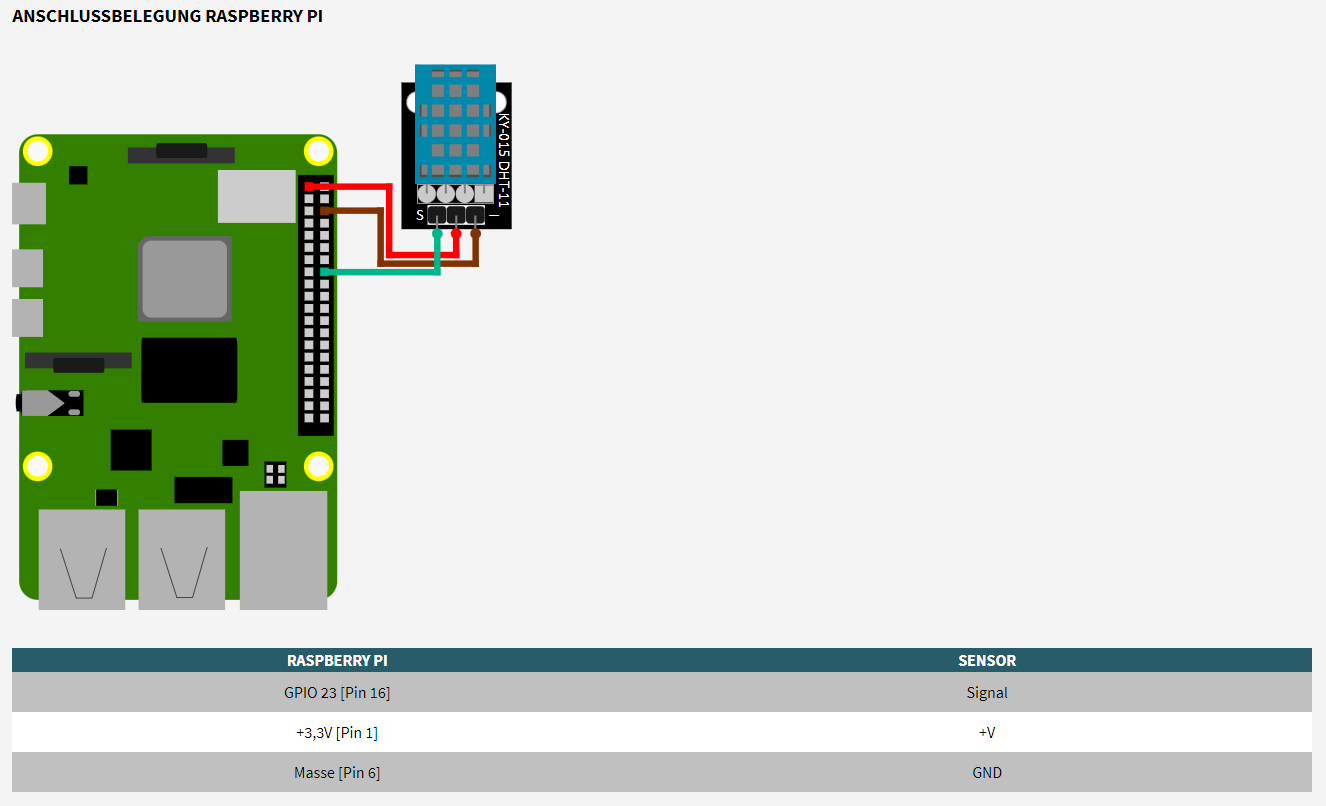 ANSCHLUSSBELEGUNG RASPBERRY PI
KY-015 DHT-11
S
RASPBERRY PI SENSOR
GPIO 23 [Pin 16] Signal
+3,3V [Pin 1] +V
Masse [Pin 6] GND